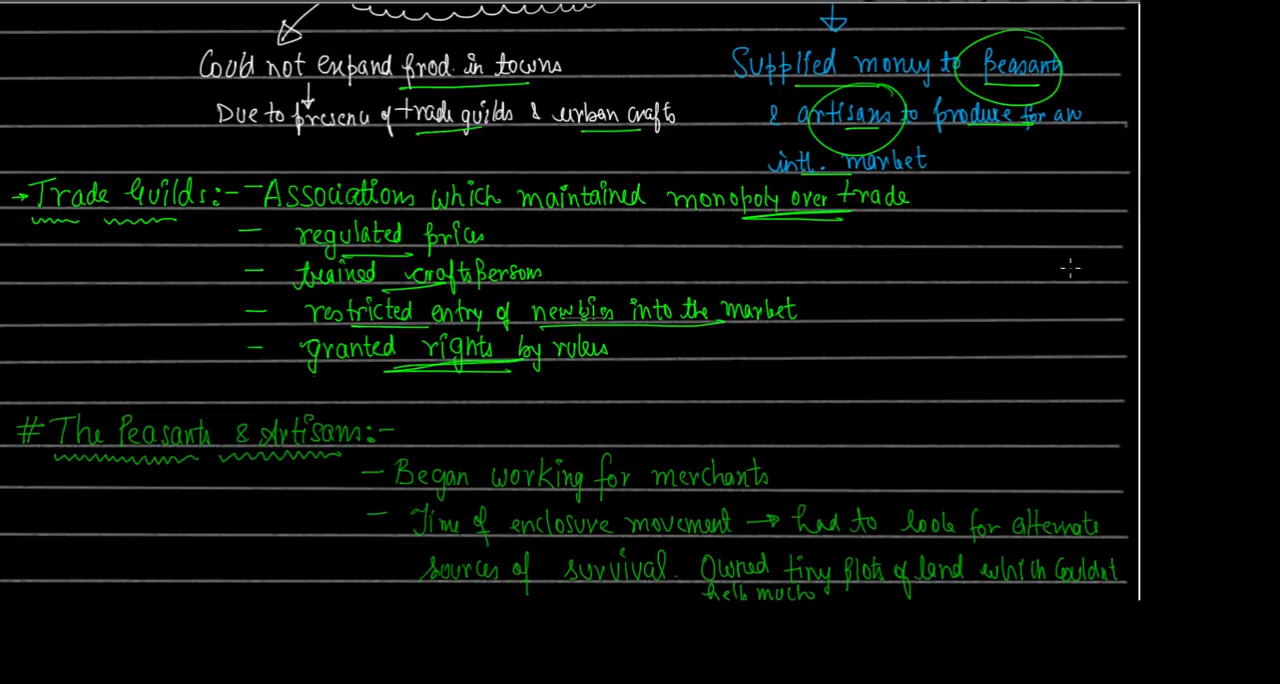 Could not expand prod. in towns
Supplied money to peasants
Due to presence of trade guilds & urban crafts
& artisans to produce for an
intl. market
→ Trade Guilds:- - Associations which maintained monopoly over trade
- regulated prices
- trained craftspersons
- restricted entry of newbies into the market
- granted rights by rulers
# The Peasants & Artisans:-
- Began working for merchants
- Time of enclosure movement → had to look for alternate
sources of survival. Owned tiny plots of land which couldn't
help much